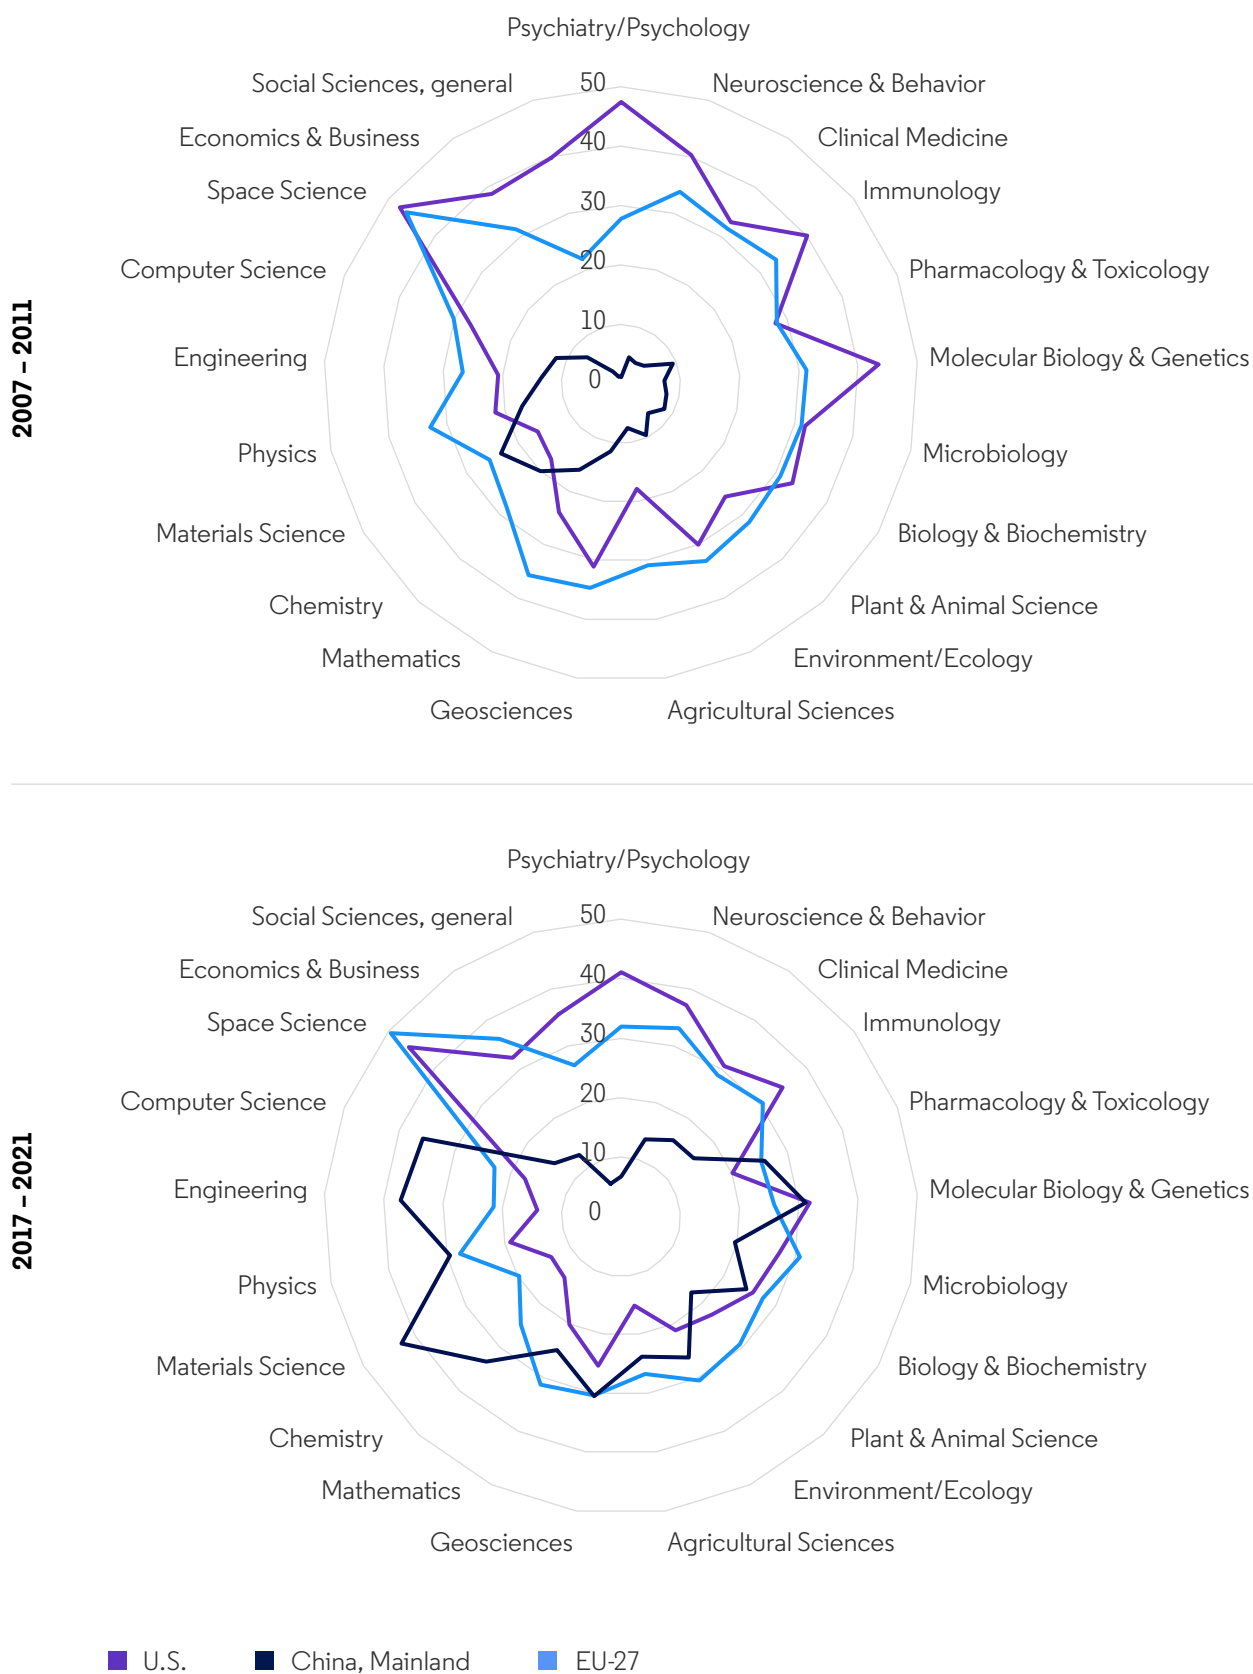 Psychiatry/Psychology
Social Sciences, general
50
Neuroscience & Behavior
Economics & Business
40
Clinical Medicine
Space Science
30
Immunology
Computer Science
20
Pharmacology & Toxicology
10
Engineering
0
Molecular Biology & Genetics
2007 – 2011
Physics
Microbiology
Materials Science
Biology & Biochemistry
Chemistry
Plant & Animal Science
Mathematics
Environment/Ecology
Geosciences
Agricultural Sciences
Psychiatry/Psychology
Social Sciences, general
50
Neuroscience & Behavior
Economics & Business
40
Clinical Medicine
Space Science
30
Immunology
Computer Science
20
Pharmacology & Toxicology
10
Engineering
0
Molecular Biology & Genetics
2017 – 2021
Physics
Microbiology
Materials Science
Biology & Biochemistry
Chemistry
Plant & Animal Science
Mathematics
Environment/Ecology
Geosciences
Agricultural Sciences
U.S.
China, Mainland
EU-27